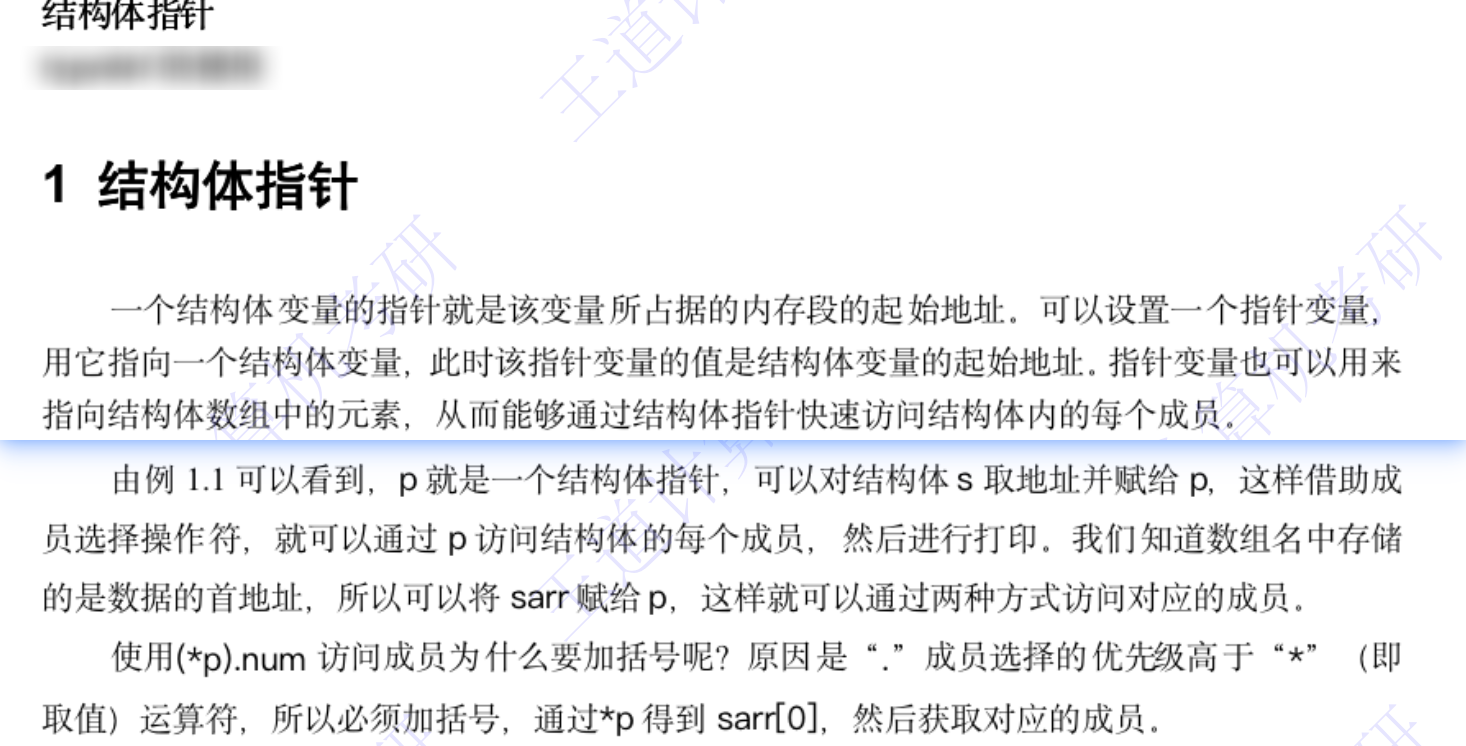 结构体指针
1 结构体指针
一个结构体变量的指针就是该变量所占据的内存段的起始地址。可以设置一个指针变量，
用它指向一个结构体变量，此时该指针变量的值是结构体变量的起始地址。指针变量也可以用来
指向结构体数组中的元素，从而能够通过结构体指针快速访问结构体内的每个成员。
由例 1.1 可以看到，p 就是一个结构体指针，可以对结构体 s 取地址并赋给 p，这样借助成
员选择操作符，就可以通过 p 访问结构体的每个成员，然后进行打印。我们知道数组名中存储
的是数据的首地址，所以可以将 sarr 赋给 p，这样就可以通过两种方式访问对应的成员。
使用(*p).num 访问成员为什么要加括号呢？原因是“.”成员选择的优先级高于“*”（即
取值）运算符，所以必须加括号，通过*p 得到 sarr[0]，然后获取对应的成员。